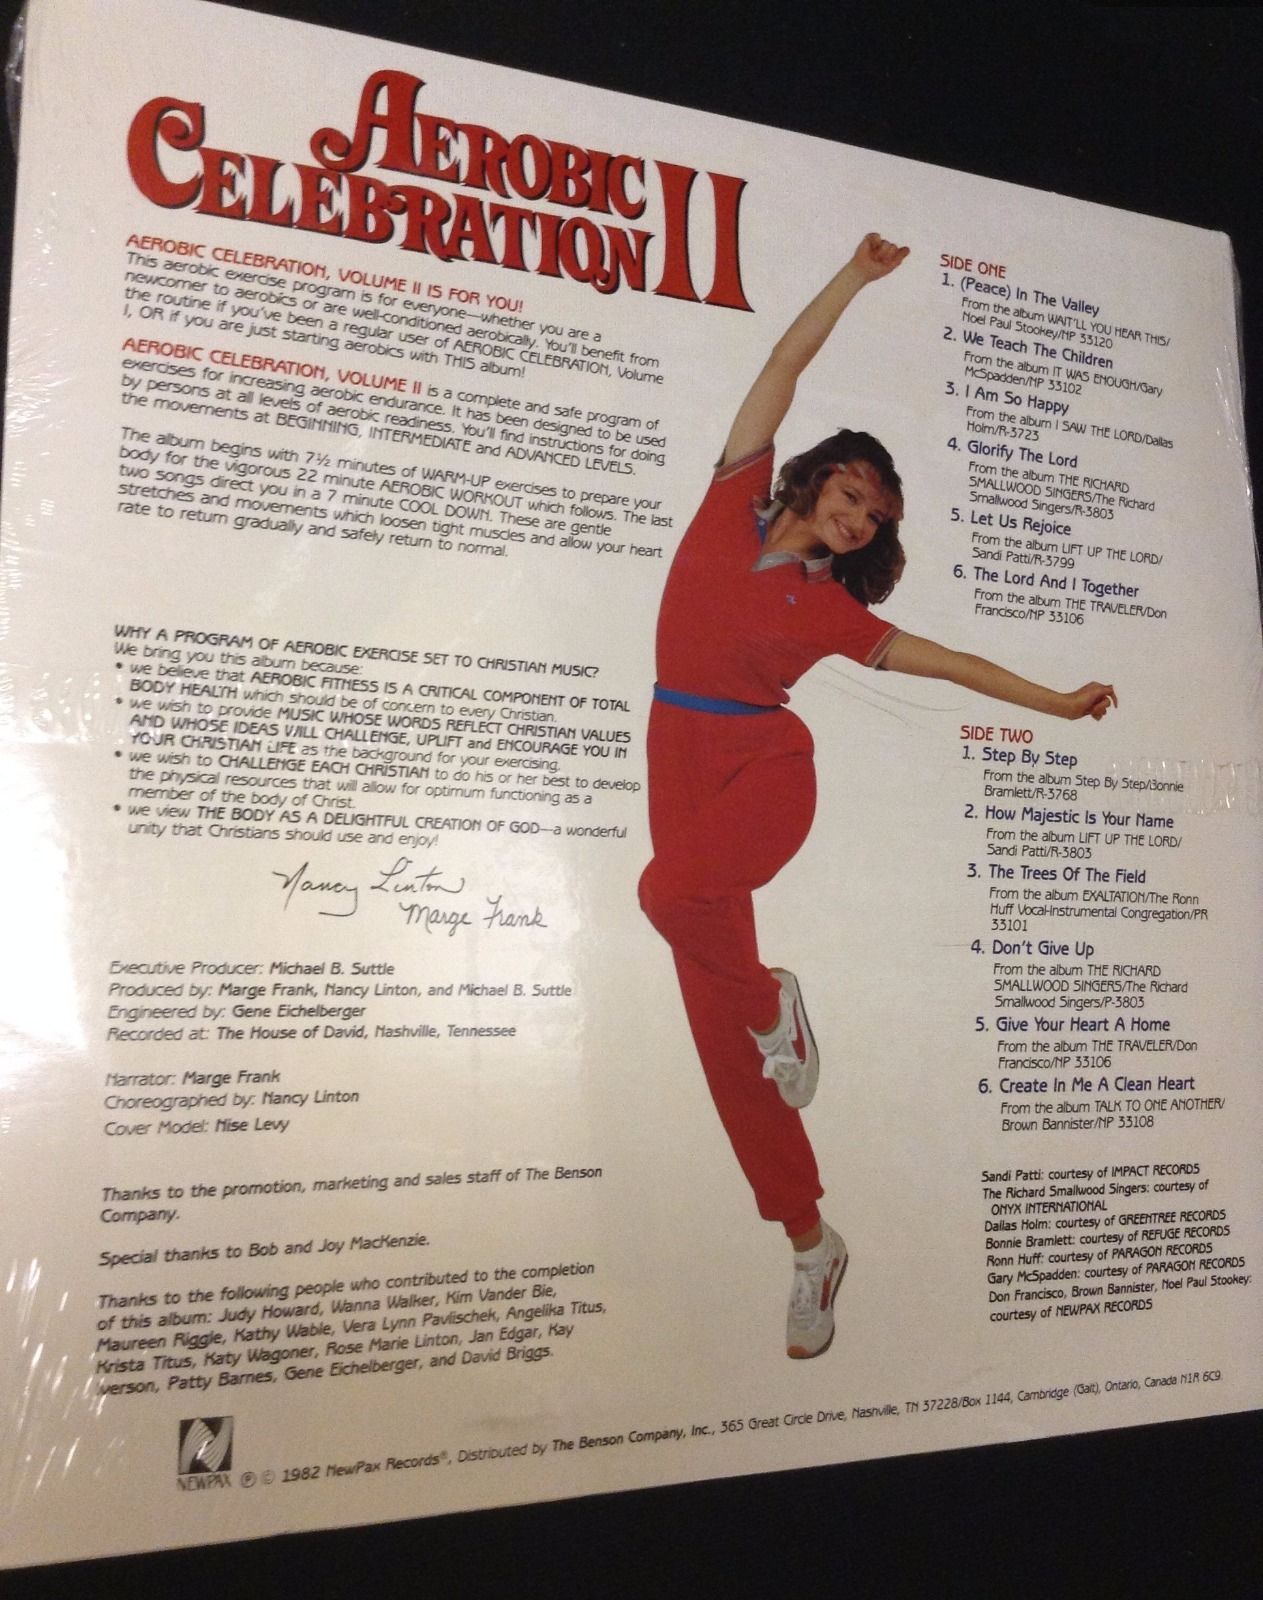 AEROBIC
CELEBRATION II
AEROBIC CELEBRATION, VOLUME II IS FOR YOU!
This aerobic exercise program is for everyone—whether you are a
newcomer to aerobics or are well-conditioned aerobically. You'll benefit from
the routine if you've been a regular user of AEROBIC CELEBRATION, Volume
I, OR if you are just starting aerobics with THIS album!
AEROBIC CELEBRATION, VOLUME II is a complete and safe program of
exercises for increasing aerobic endurance. It has been designed to be used
by persons at all levels of aerobic readiness. You'll find instructions for doing
the movements at BEGINNING, INTERMEDIATE and ADVANCED LEVELS.
The album begins with 7½ minutes of WARM-UP exercises to prepare your
body for the vigorous 22 minute AEROBIC WORKOUT which follows. The last
two songs direct you in a 7 minute COOL DOWN. These are gentle
stretches and movements which loosen tight muscles and allow your heart
rate to return gradually and safely return to normal.
WHY A PROGRAM OF AEROBIC EXERCISE SET TO CHRISTIAN MUSIC?
We bring you this album because:
• we believe that AEROBIC FITNESS IS A CRITICAL COMPONENT OF TOTAL
BODY HEALTH which should be of concern to every Christian.
• we wish to provide MUSIC WHOSE WORDS REFLECT CHRISTIAN VALUES
AND WHOSE IDEAS WILL CHALLENGE, UPLIFT and ENCOURAGE YOU IN
YOUR CHRISTIAN LIFE as the background for your exercising.
• we wish to CHALLENGE EACH CHRISTIAN to do his or her best to develop
the physical resources that will allow for optimum functioning as a
member of the body of Christ.
• we view THE BODY AS A DELIGHTFUL CREATION OF GOD—a wonderful
unity that Christians should use and enjoy!
Nancy Linton
Marge Frank
Executive Producer: Michael B. Suttle
Produced by: Marge Frank, Nancy Linton, and Michael B. Suttle
Engineered by: Gene Eichelberger
Recorded at: The House of David, Nashville, Tennessee
Narrator: Marge Frank
Choreographed by: Nancy Linton
Cover Model: Nise Levy
Thanks to the promotion, marketing and sales staff of The Benson
Company.
Special thanks to Bob and Joy MacKenzie.
Thanks to the following people who contributed to the completion
of this album: Judy Howard, Wanna Walker, Kim Vander Bie,
Maureen Riggle, Kathy Wable, Vera Lynn Pavlischek, Angelika Titus,
Krista Titus, Katy Wagoner, Rose Marie Linton, Jan Edgar, Kay
Iverson, Patty Barnes, Gene Eichelberger, and David Briggs.
SIDE ONE
1. (Peace) In The Valley
From the album WAIT'LL YOU HEAR THIS/
Noel Paul Stookey/NP 33120
2. We Teach The Children
From the album IT WAS ENOUGH/Gary
McSpadden/NP 33102
3. I Am So Happy
From the album I SAW THE LORD/Dallas
Holm/R-3723
4. Glorify The Lord
From the album THE RICHARD
SMALLWOOD SINGERS/The Richard
Smallwood Singers/R-3803
5. Let Us Rejoice
From the album LIFT UP THE LORD/
Sandi Patti/R-3799
6. The Lord And I Together
From the album THE TRAVELER/Don
Francisco/NP 33106
SIDE TWO
1. Step By Step
From the album Step By Step/Bonnie
Bramlett/R-3768
2. How Majestic Is Your Name
From the album LIFT UP THE LORD/
Sandi Patti/R-3803
3. The Trees Of The Field
From the album EXALTATION/The Ronn
Huff Vocal-Instrumental Congregation/PR
33101
4. Don't Give Up
From the album THE RICHARD
SMALLWOOD SINGERS/The Richard
Smallwood Singers/P-3803
5. Give Your Heart A Home
From the album THE TRAVELER/Don
Francisco/NP 33106
6. Create In Me A Clean Heart
From the album TALK TO ONE ANOTHER/
Brown Bannister/NP 33108
Sandi Patti: courtesy of IMPACT RECORDS
The Richard Smallwood Singers: courtesy of
ONYX INTERNATIONAL
Dallas Holm: courtesy of GREENTREE RECORDS
Bonnie Bramlett: courtesy of REFUGE RECORDS
Ronn Huff: courtesy of PARAGON RECORDS
Gary McSpadden: courtesy of PARAGON RECORDS
Don Francisco, Brown Bannister, Noel Paul Stookey:
courtesy of NEWPAX RECORDS
NEWPAX ℗ © 1982 NewPax Records®, Distributed by The Benson Company, Inc., 365 Great Circle Drive, Nashville, TN 37228/Box 1144, Cambridge (Galt), Ontario, Canada N1R 6C9.